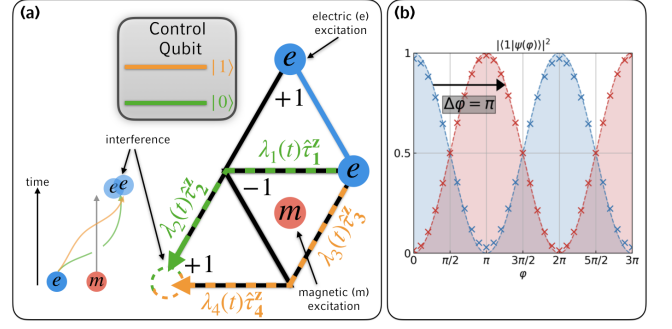 (a)
Control
Qubit
|1⟩
|0⟩
electric (e)
excitation
e
+1
interference
λ₁(t)τ̂₁ᶻ
e
-1
λ₂(t)τ̂₂ᶻ
time
e e
m
λ₃(t)τ̂₃ᶻ
+1
e
m
λ₄(t)τ̂₄ᶻ
magnetic (m)
excitation
(b)
|⟨1|ψ(φ)⟩|²
1
Δφ = π
0.5
0
0 π/2 π 3π/2 2π 5π/2 3π
φ